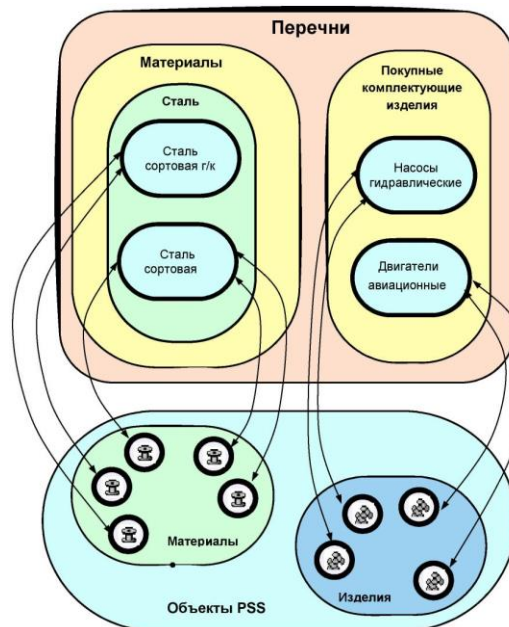 Перечни
Материалы
Сталь
Сталь
сортовая г/к
Сталь
сортовая
Покупные
комплектующие
изделия
Насосы
гидравлические
Двигатели
авиационные
Материалы
Изделия
Объекты PSS